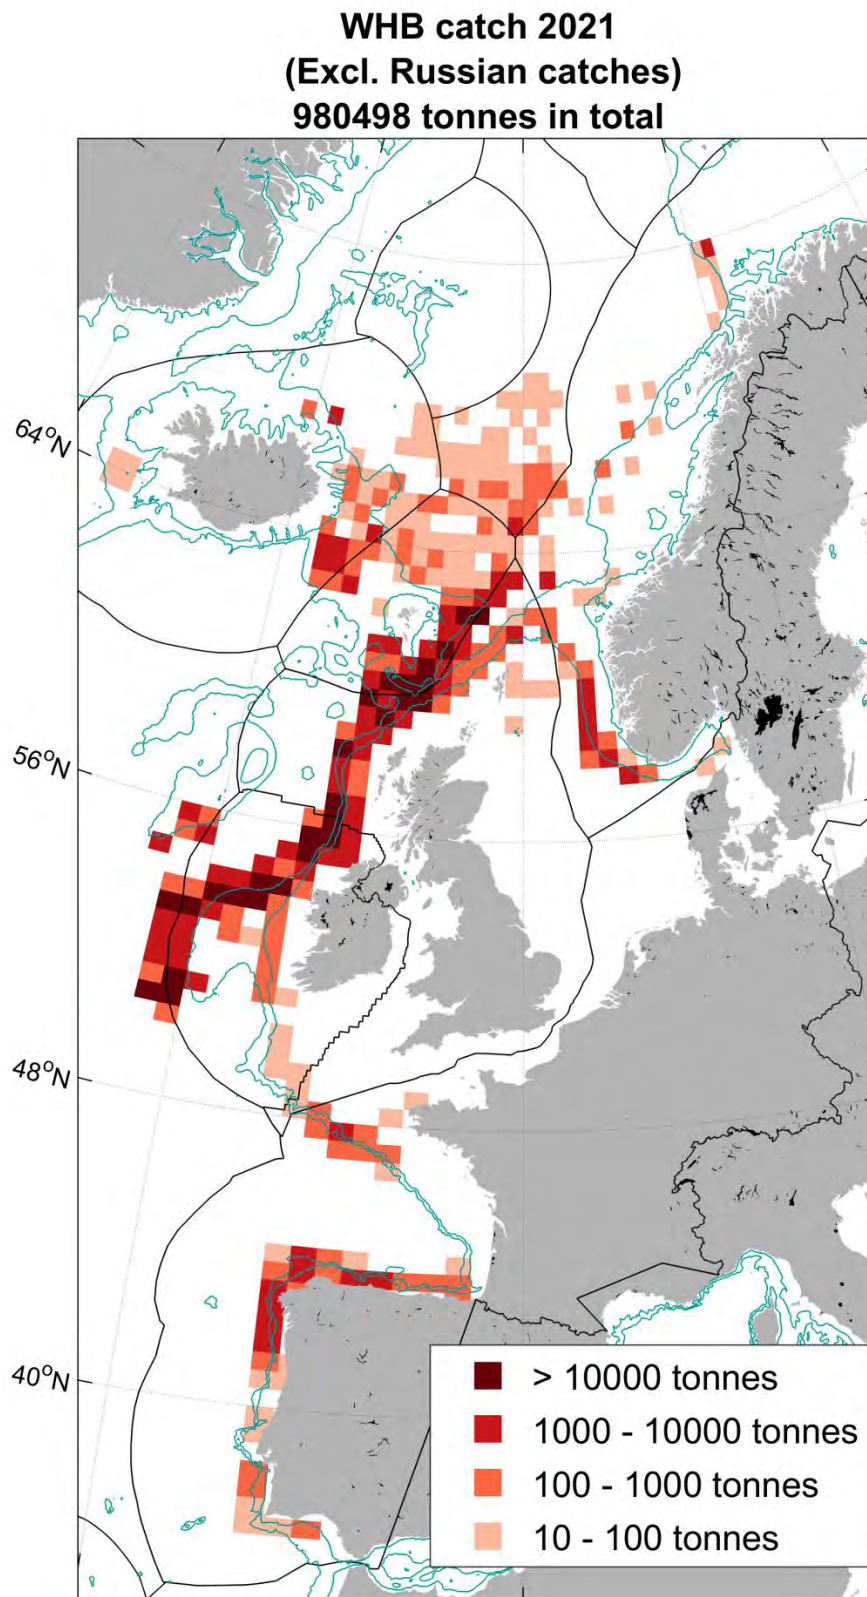 WHB catch 2021
(Excl. Russian catches)
980498 tonnes in total
64°N
56°N
48°N
40°N
> 10000 tonnes
1000 - 10000 tonnes
100 - 1000 tonnes
10 - 100 tonnes